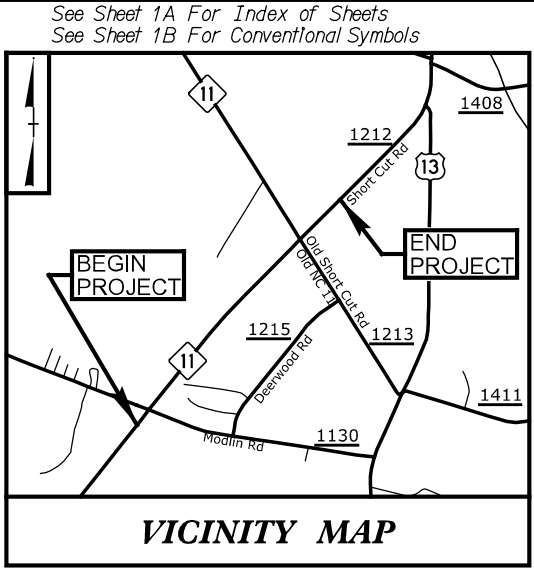 See Sheet 1A For Index of Sheets
See Sheet 1B For Conventional Symbols
11
1408
1212
Short Cut Rd
13
END
PROJECT
BEGIN
PROJECT
Old Short Cut Rd
Old NC 11
1215
1213
11
Deerwood Rd
1411
Modlin Rd
1130
VICINITY MAP